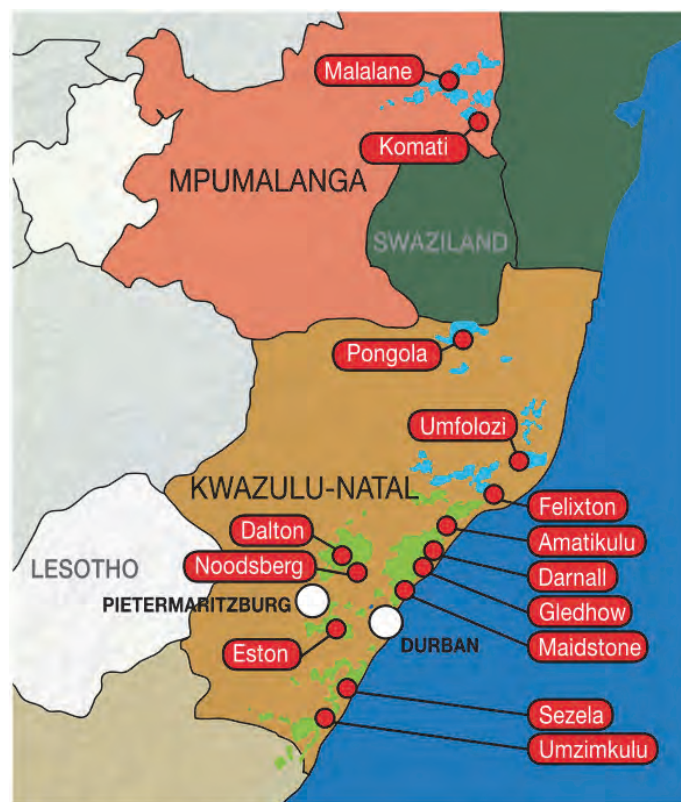 Malalane
Komati
MPUMALANGA
SWAZILAND
Pongola
Umfolozi
KWAZULU-NATAL
Felixton
Dalton
Amatikulu
LESOTHO
Noodsberg
Darnall
PIETERMARITZBURG
Gledhow
DURBAN
Maidstone
Eston
Sezela
Umzimkulu